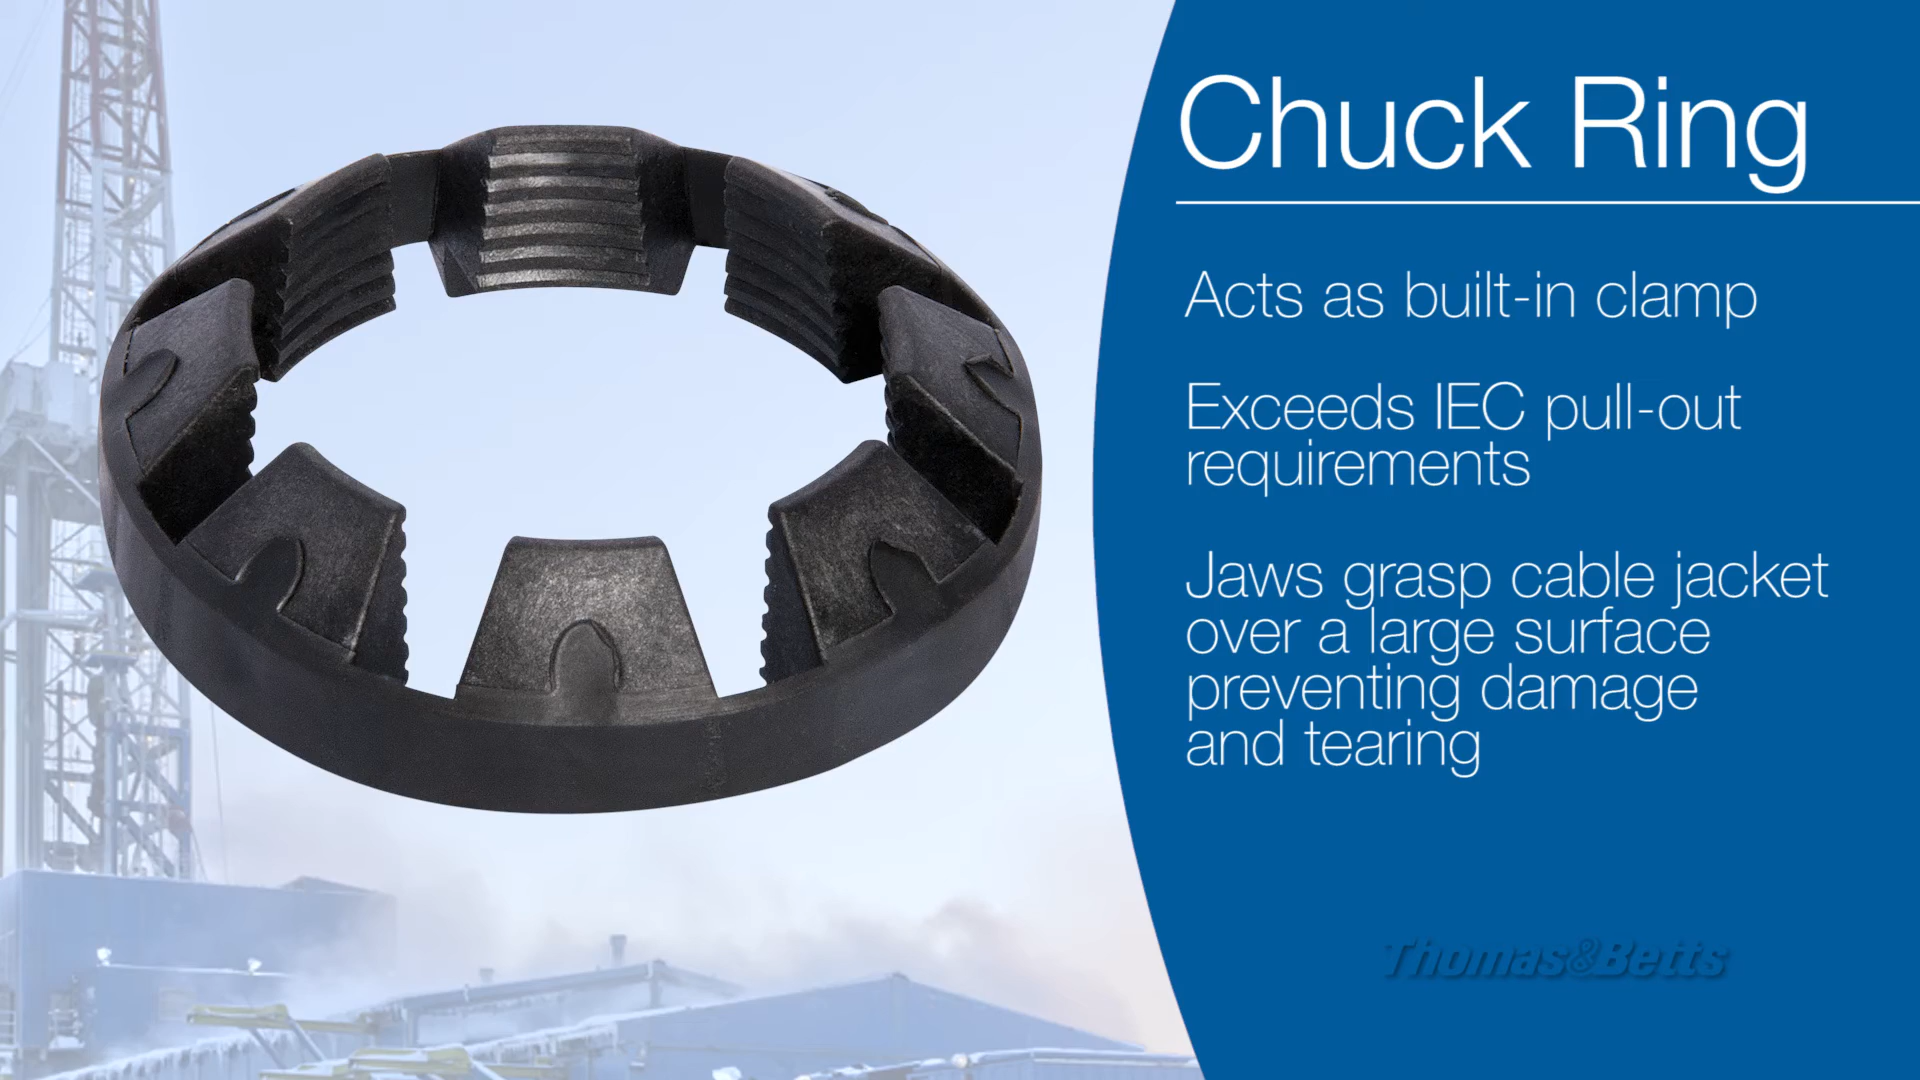 Chuck Ring
Acts as built-in clamp
Exceeds IEC pull-out
requirements
Jaws grasp cable jacket
over a large surface
preventing damage
and tearing
Thomas&Betts